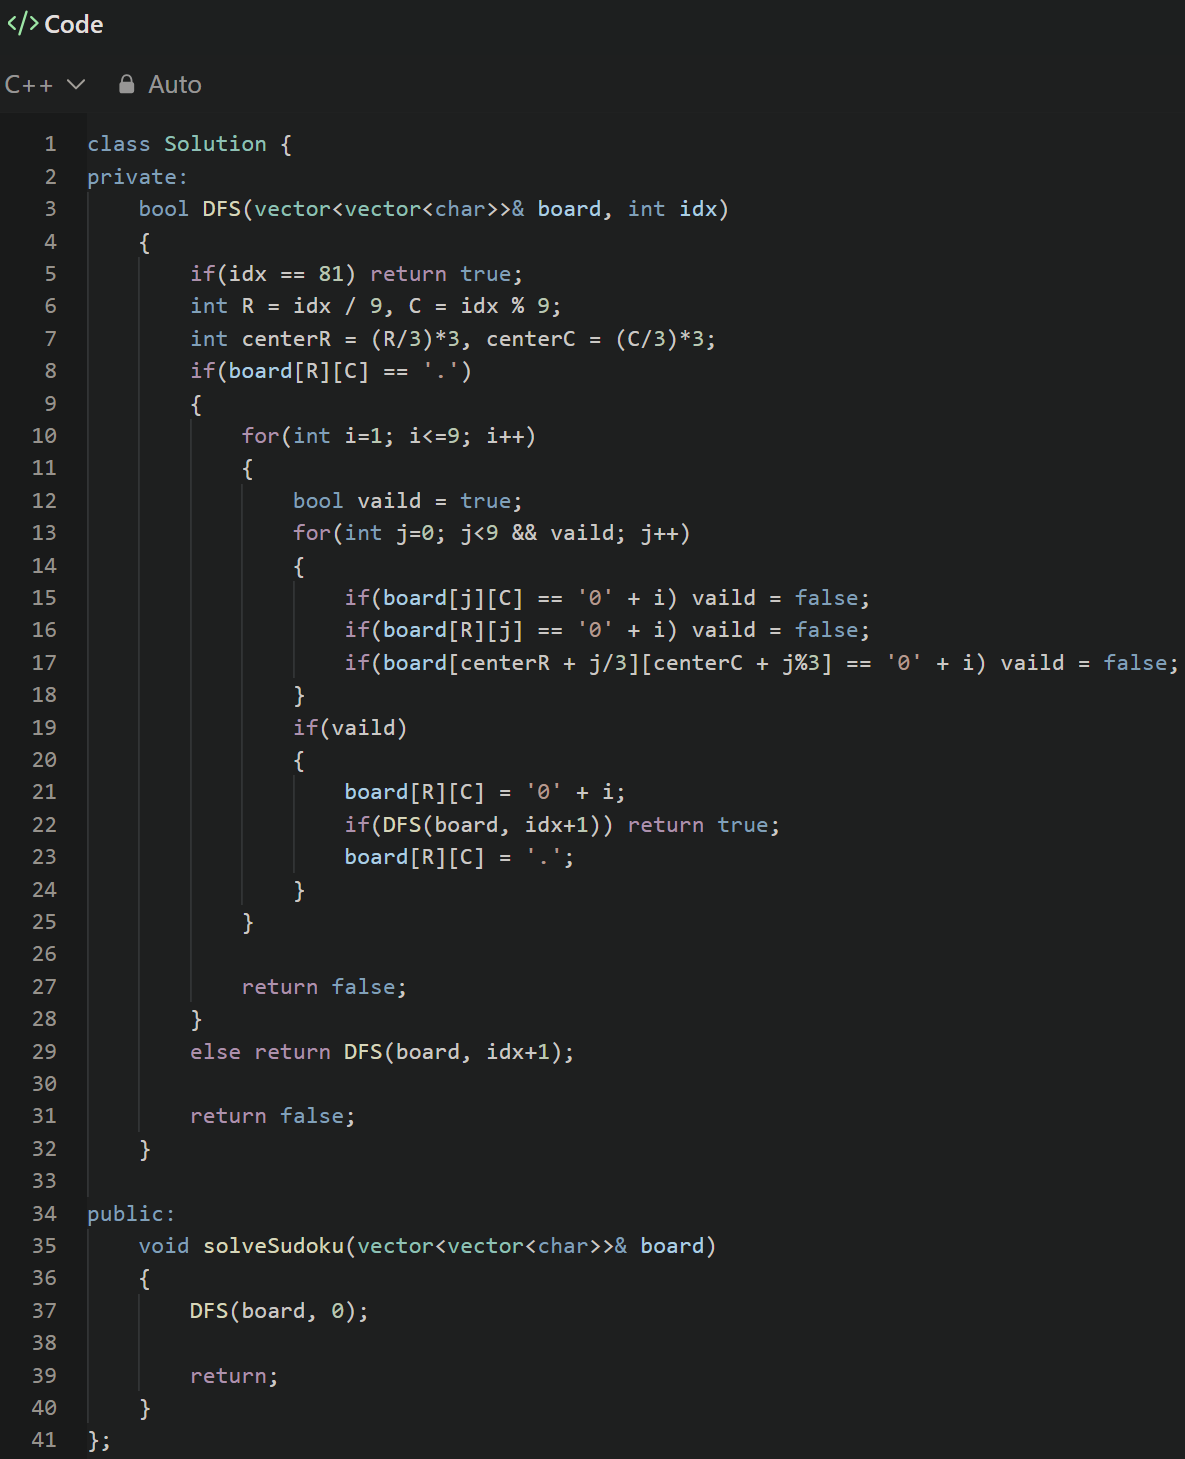 </> Code
C++ Auto
1 class Solution {
2 private:
3     bool DFS(vector<vector<char>>& board, int idx)
4     {
5         if(idx == 81) return true;
6         int R = idx / 9, C = idx % 9;
7         int centerR = (R/3)*3, centerC = (C/3)*3;
8         if(board[R][C] == '.')
9         {
10             for(int i=1; i<=9; i++)
11             {
12                 bool vaild = true;
13                 for(int j=0; j<9 && vaild; j++)
14                 {
15                     if(board[j][C] == '0' + i) vaild = false;
16                     if(board[R][j] == '0' + i) vaild = false;
17                     if(board[centerR + j/3][centerC + j%3] == '0' + i) vaild = false;
18                 }
19                 if(vaild)
20                 {
21                     board[R][C] = '0' + i;
22                     if(DFS(board, idx+1)) return true;
23                     board[R][C] = '.';
24                 }
25             }
26
27             return false;
28         }
29         else return DFS(board, idx+1);
30
31         return false;
32     }
33
34 public:
35     void solveSudoku(vector<vector<char>>& board)
36     {
37         DFS(board, 0);
38
39         return;
40     }
41 };